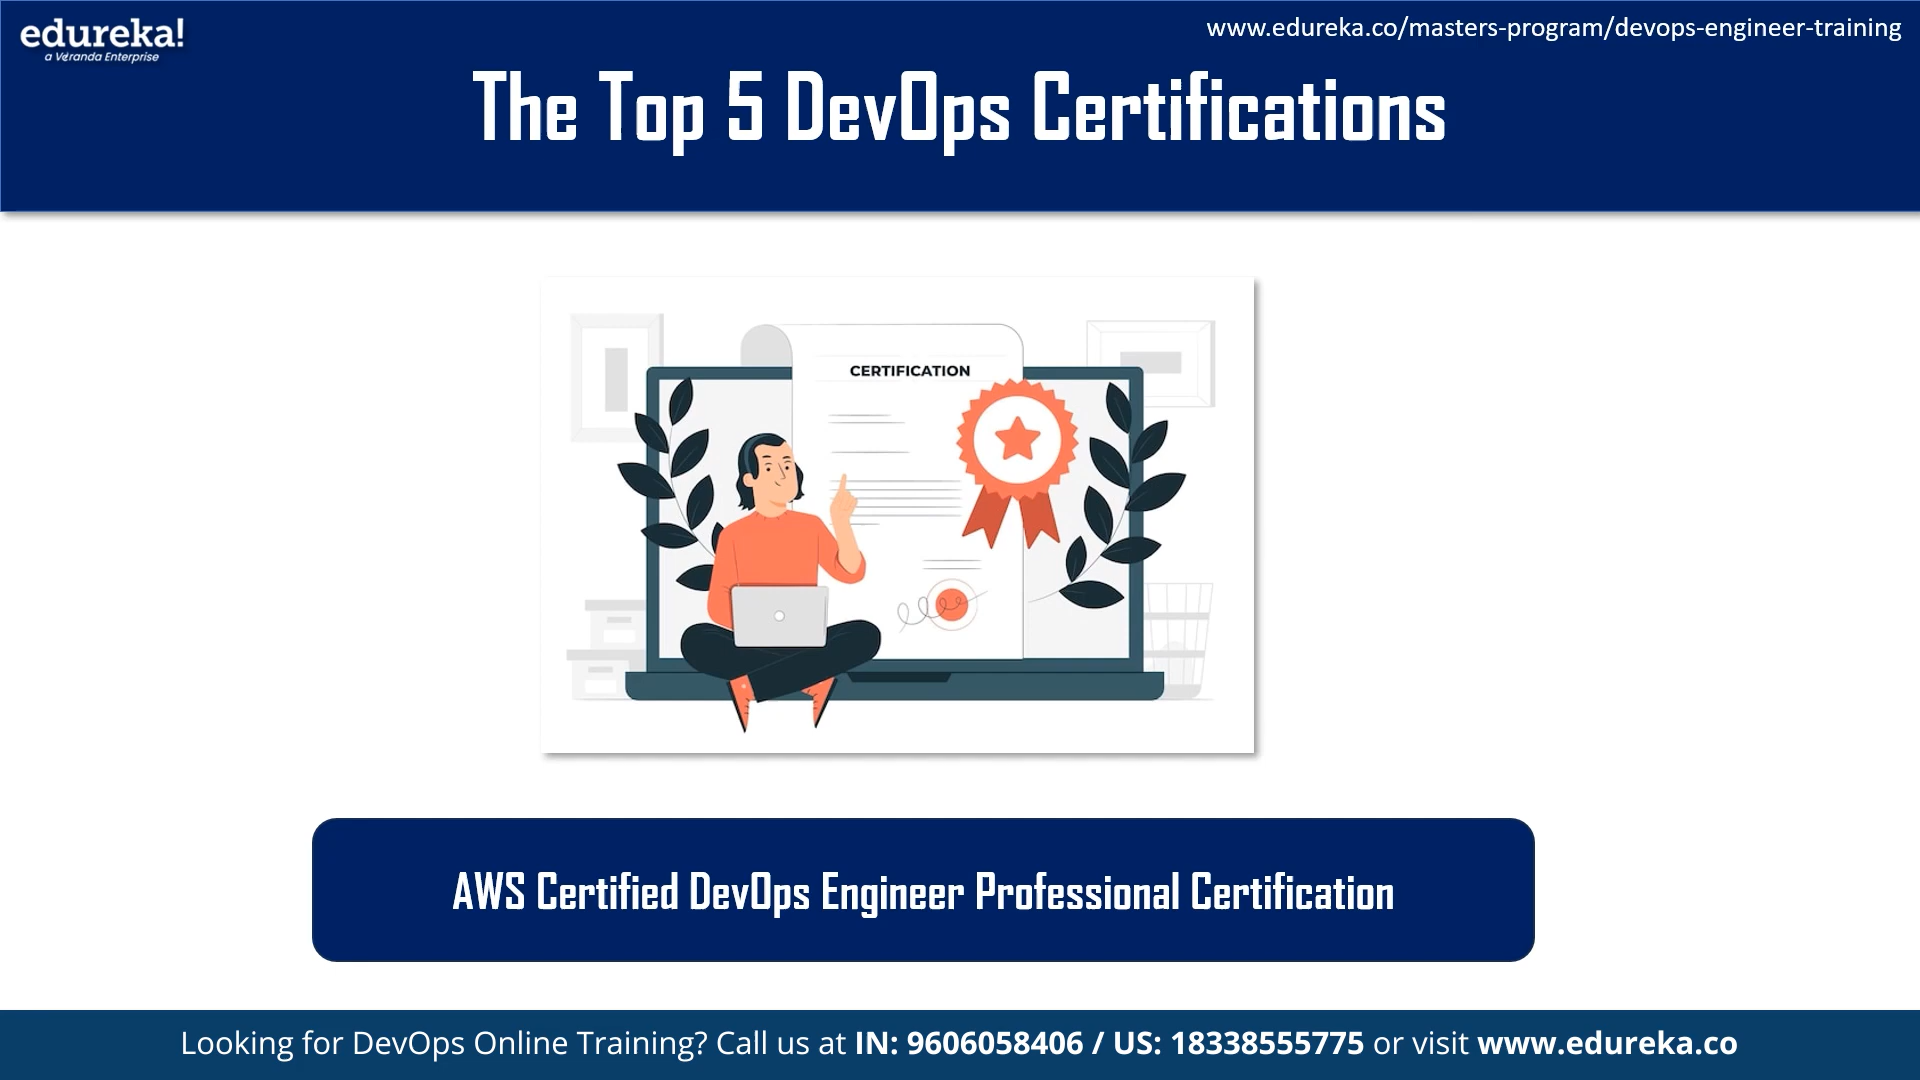 edureka!
a Veranda Enterprise
www.edureka.co/masters-program/devops-engineer-training
The Top 5 DevOps Certifications
CERTIFICATION
AWS Certified DevOps Engineer Professional Certification
Looking for DevOps Online Training? Call us at IN: 9606058406 / US: 18338555775 or visit www.edureka.co